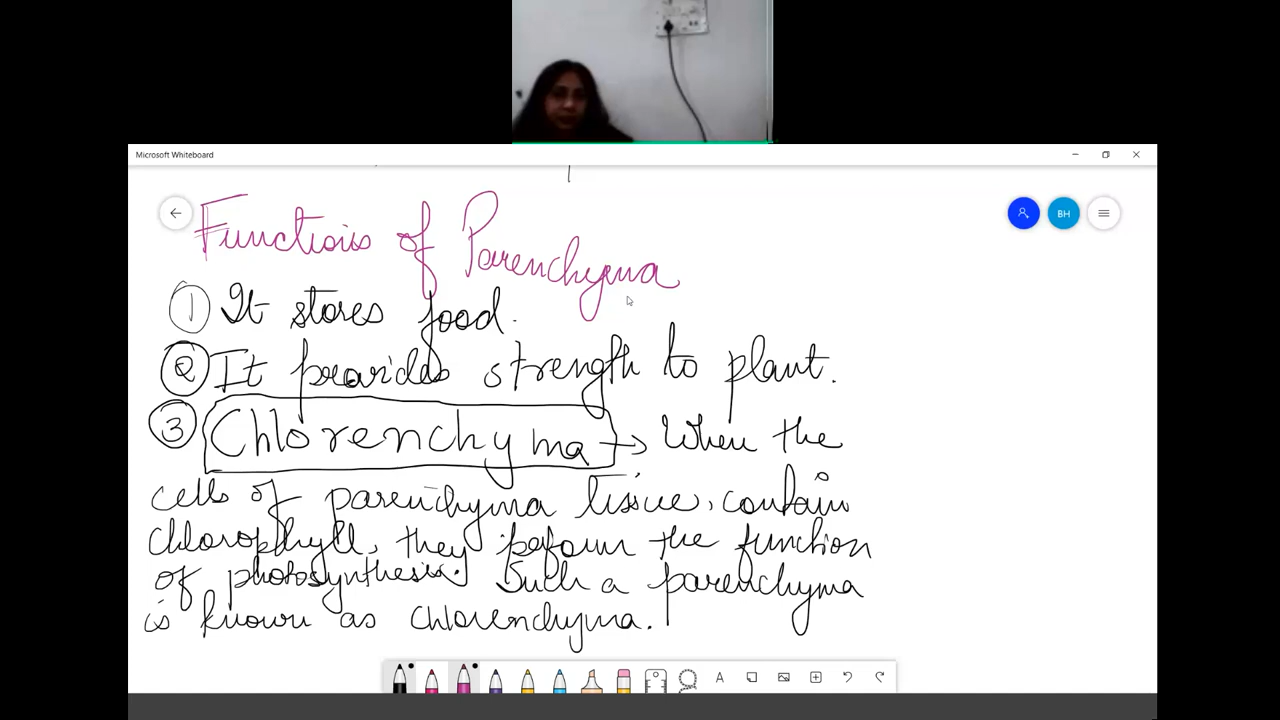 Microsoft Whiteboard
BH
Functions of Parenchyma
1 It stores food.
2 It provides strength to plant.
3 Chlorenchyma → When the
cells of parenchyma tissue, contain
chlorophyll, they perform the function
of photosynthesis. Such a parenchyma
is known as chlorenchyma.
A